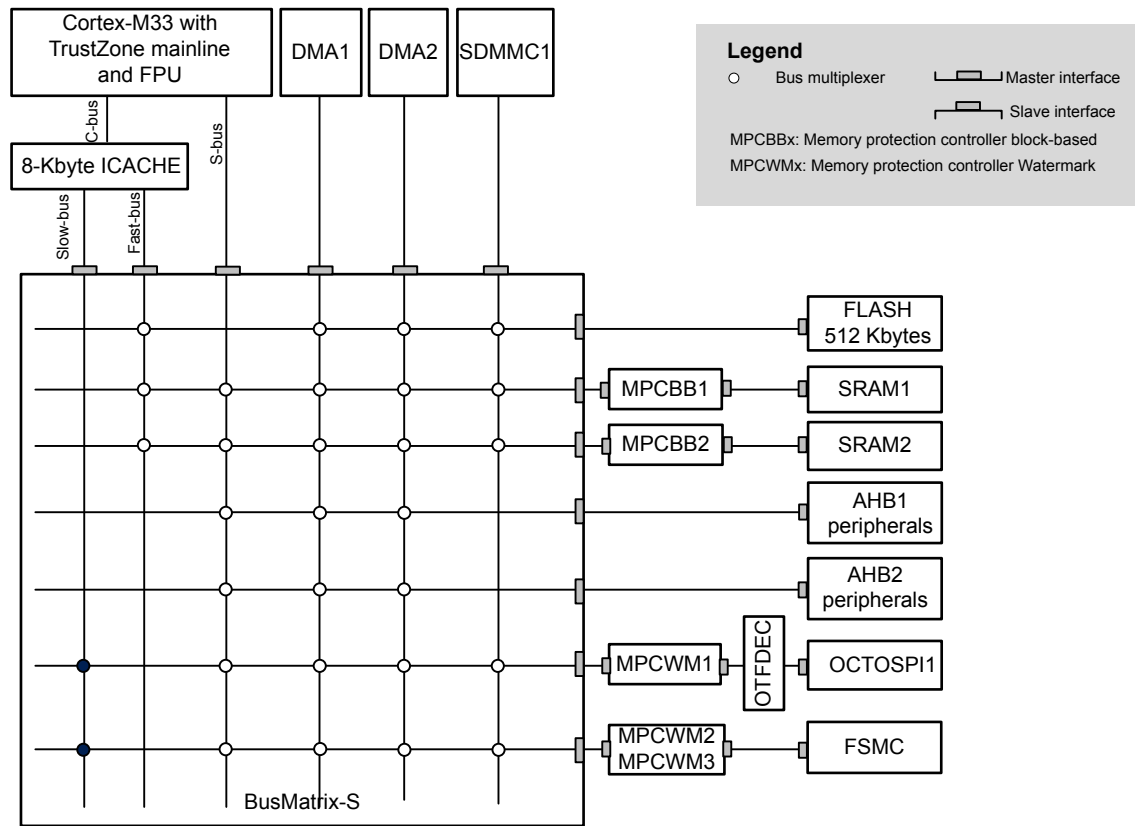 Cortex-M33 with
TrustZone mainline
and FPU
DMA1
DMA2
SDMMC1
Legend
Bus multiplexer
Master interface
Slave interface
MPCBBx: Memory protection controller block-based
MPCWMx: Memory protection controller Watermark
C-bus
S-bus
8-Kbyte ICACHE
Slow-bus
Fast-bus
FLASH
512 Kbytes
MPCBB1
SRAM1
MPCBB2
SRAM2
AHB1
peripherals
AHB2
peripherals
MPCWM1
OTFDEC
OCTOSPI1
MPCWM2
MPCWM3
FSMC
BusMatrix-S